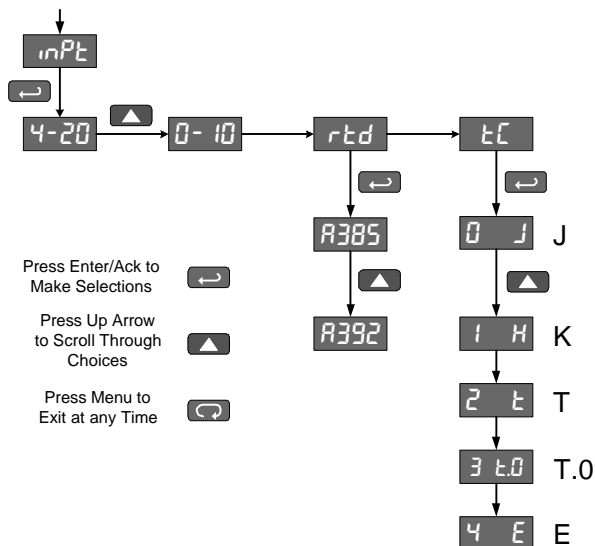 inPt
4-20
0- 10
rtd
tC
A385
A392
0 J
J
1 H
K
2 t
T
3 t.0
T.0
4 E
E
Press Enter/Ack to
Make Selections
Press Up Arrow
to Scroll Through
Choices
Press Menu to
Exit at any Time